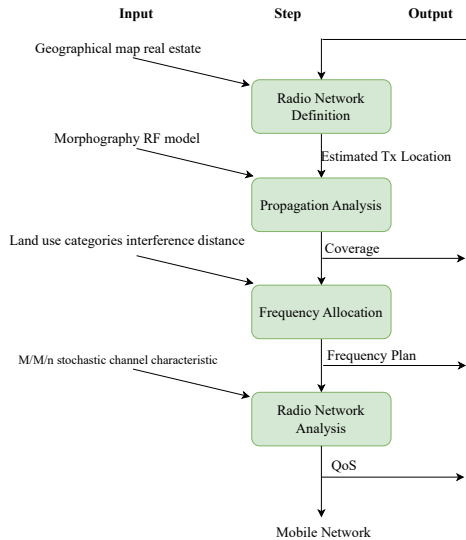 Input Step Output
Geographical map real estate
Radio Network
Definition
Morphography RF model
Estimated Tx Location
Propagation Analysis
Land use categories interference distance
Coverage
Frequency Allocation
M/M/n stochastic channel characteristic
Frequency Plan
Radio Network
Analysis
QoS
Mobile Network